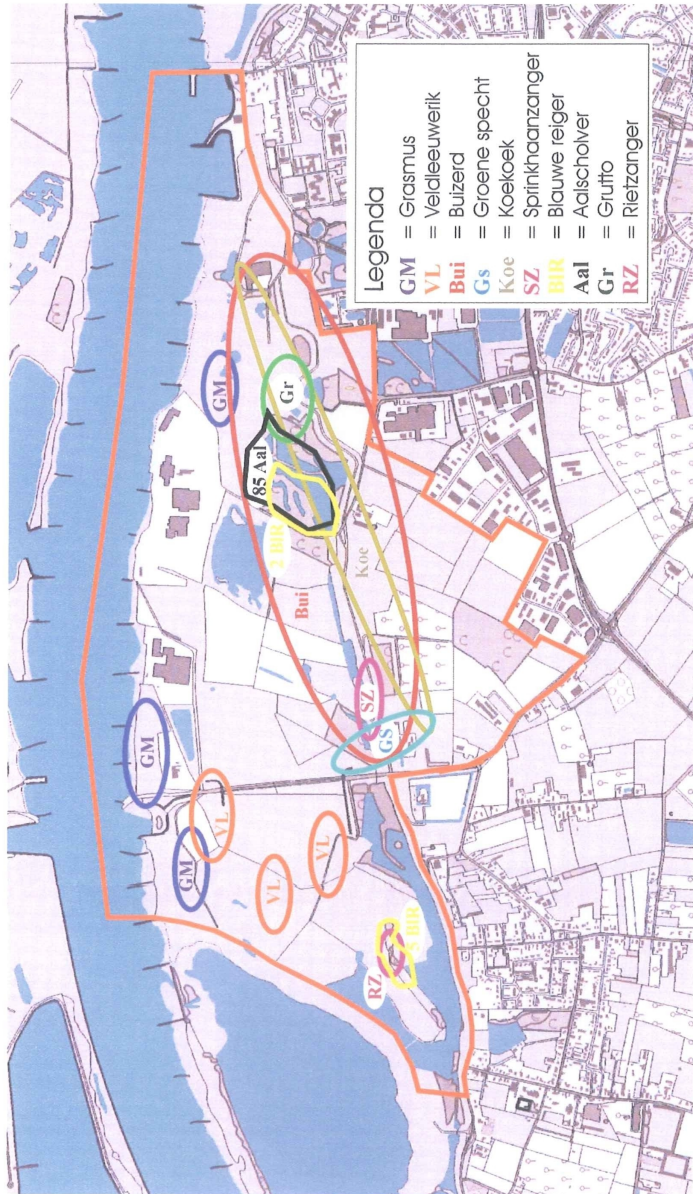 GM
GM
GM
VL
VL
VL
RZ
5 BlR
Bui
SZ
GS
Koe
2 BlR
85 Aal
Gr
Legenda
GM = Grasmus
VL = Veldleeuwerik
Bui = Buizerd
Gs = Groene specht
Koe = Koekoek
SZ = Sprinkhaanzanger
BlR = Blauwe reiger
Aal = Aalscholver
Gr = Grutto
RZ = Rietzanger